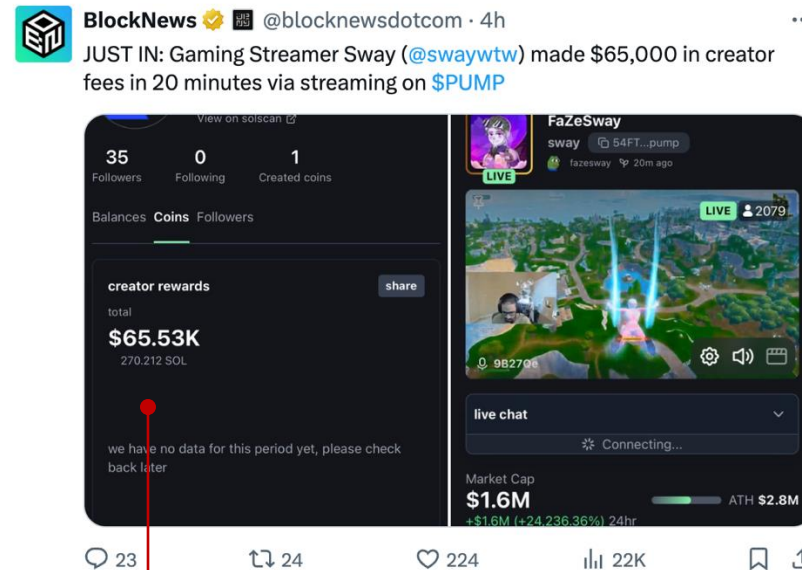 BlockNews @blocknewsdotcom · 4h
JUST IN: Gaming Streamer Sway (@swaywtw) made $65,000 in creator
fees in 20 minutes via streaming on $PUMP
View on solscan
35
0
1
Followers
Following
Created coins
Balances Coins Followers
creator rewards
share
total
$65.53K
270.212 SOL
we have no data for this period yet, please check
back later
FaZeSway
sway 54FT...pump
fazesway 20m ago
LIVE
LIVE 2079
live chat
Connecting...
Market Cap
$1.6M
ATH $2.8M
+$1.6M (+24,236.36%) 24hr
23
24
224
22K